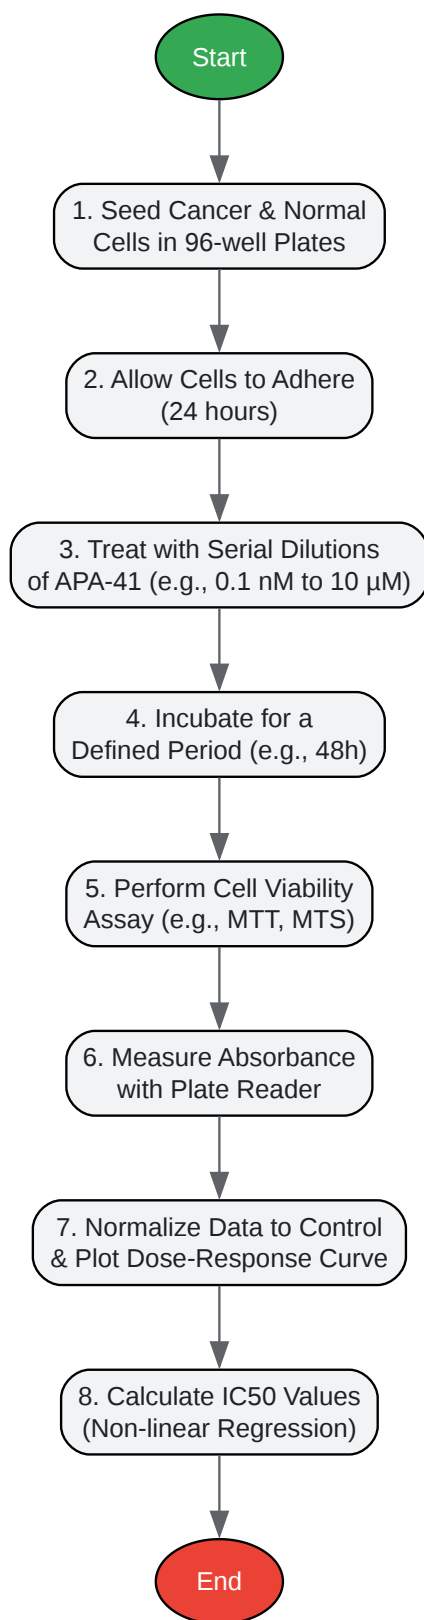 Start
1. Seed Cancer & Normal
Cells in 96-well Plates
2. Allow Cells to Adhere
(24 hours)
3. Treat with Serial Dilutions
of APA-41 (e.g., 0.1 nM to 10 µM)
4. Incubate for a
Defined Period (e.g., 48h)
5. Perform Cell Viability
Assay (e.g., MTT, MTS)
6. Measure Absorbance
with Plate Reader
7. Normalize Data to Control
& Plot Dose-Response Curve
8. Calculate IC50 Values
(Non-linear Regression)
End